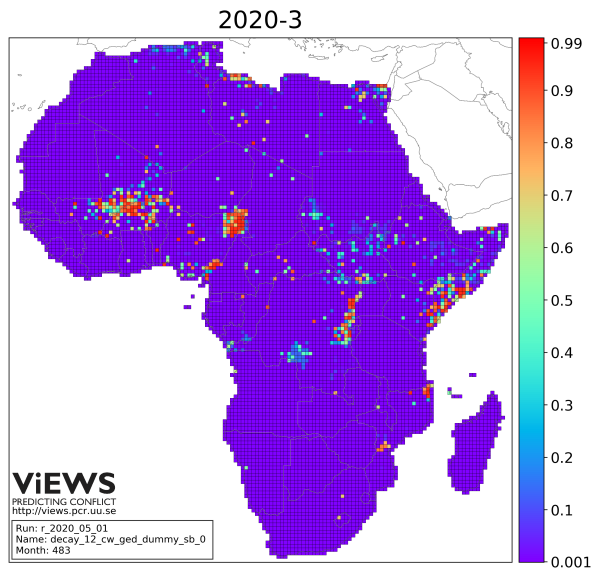 2020-3
0.99
0.9
0.8
0.7
0.6
0.5
0.4
0.3
0.2
0.1
0.001
ViEWS
PREDICTING CONFLICT
http://views.pcr.uu.se
Run: r_2020_05_01
Name: decay_12_cw_ged_dummy_sb_0
Month: 483